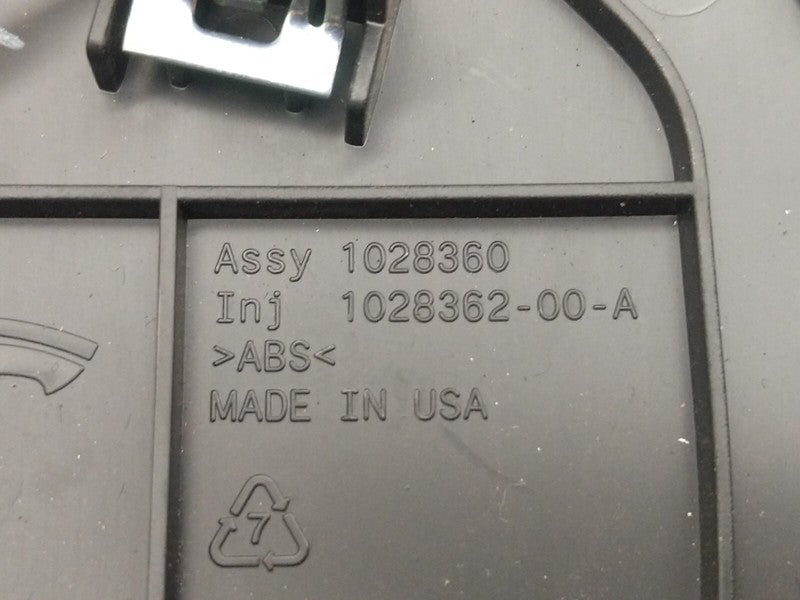 Assy 1028360
Inj 1028362-00-A
>ABS<
MADE IN USA
7